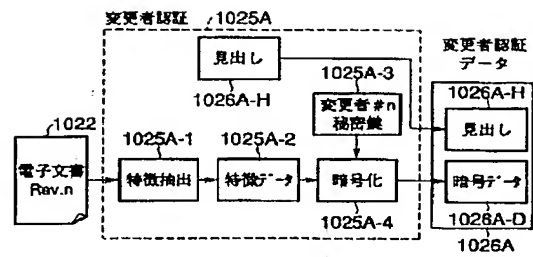 変更者認証
1025A
見出し
1026A-H
1025A-3
変更者#n
秘密鍵
変更者認証
データ
1026A-H
見出し
1022
電子文書
Rev.n
1025A-1
特徴抽出
1025A-2
特徴データ
暗号化
1025A-4
暗号データ
1026A-D
1026A